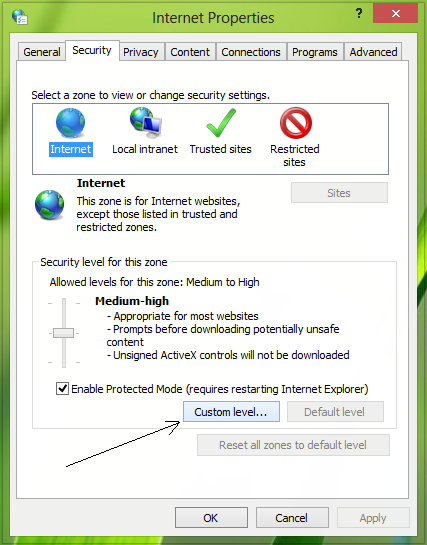 Internet Properties
?
General Security Privacy Content Connections Programs Advanced
Select a zone to view or change security settings.
Internet Local intranet Trusted sites Restricted
sites
Internet
This zone is for Internet websites,
except those listed in trusted and
restricted zones.
Sites
Security level for this zone
Allowed levels for this zone: Medium to High
Medium-high
- Appropriate for most websites
- Prompts before downloading potentially unsafe
content
- Unsigned ActiveX controls will not be downloaded
Enable Protected Mode (requires restarting Internet Explorer)
Custom level... Default level
Reset all zones to default level
OK Cancel Apply